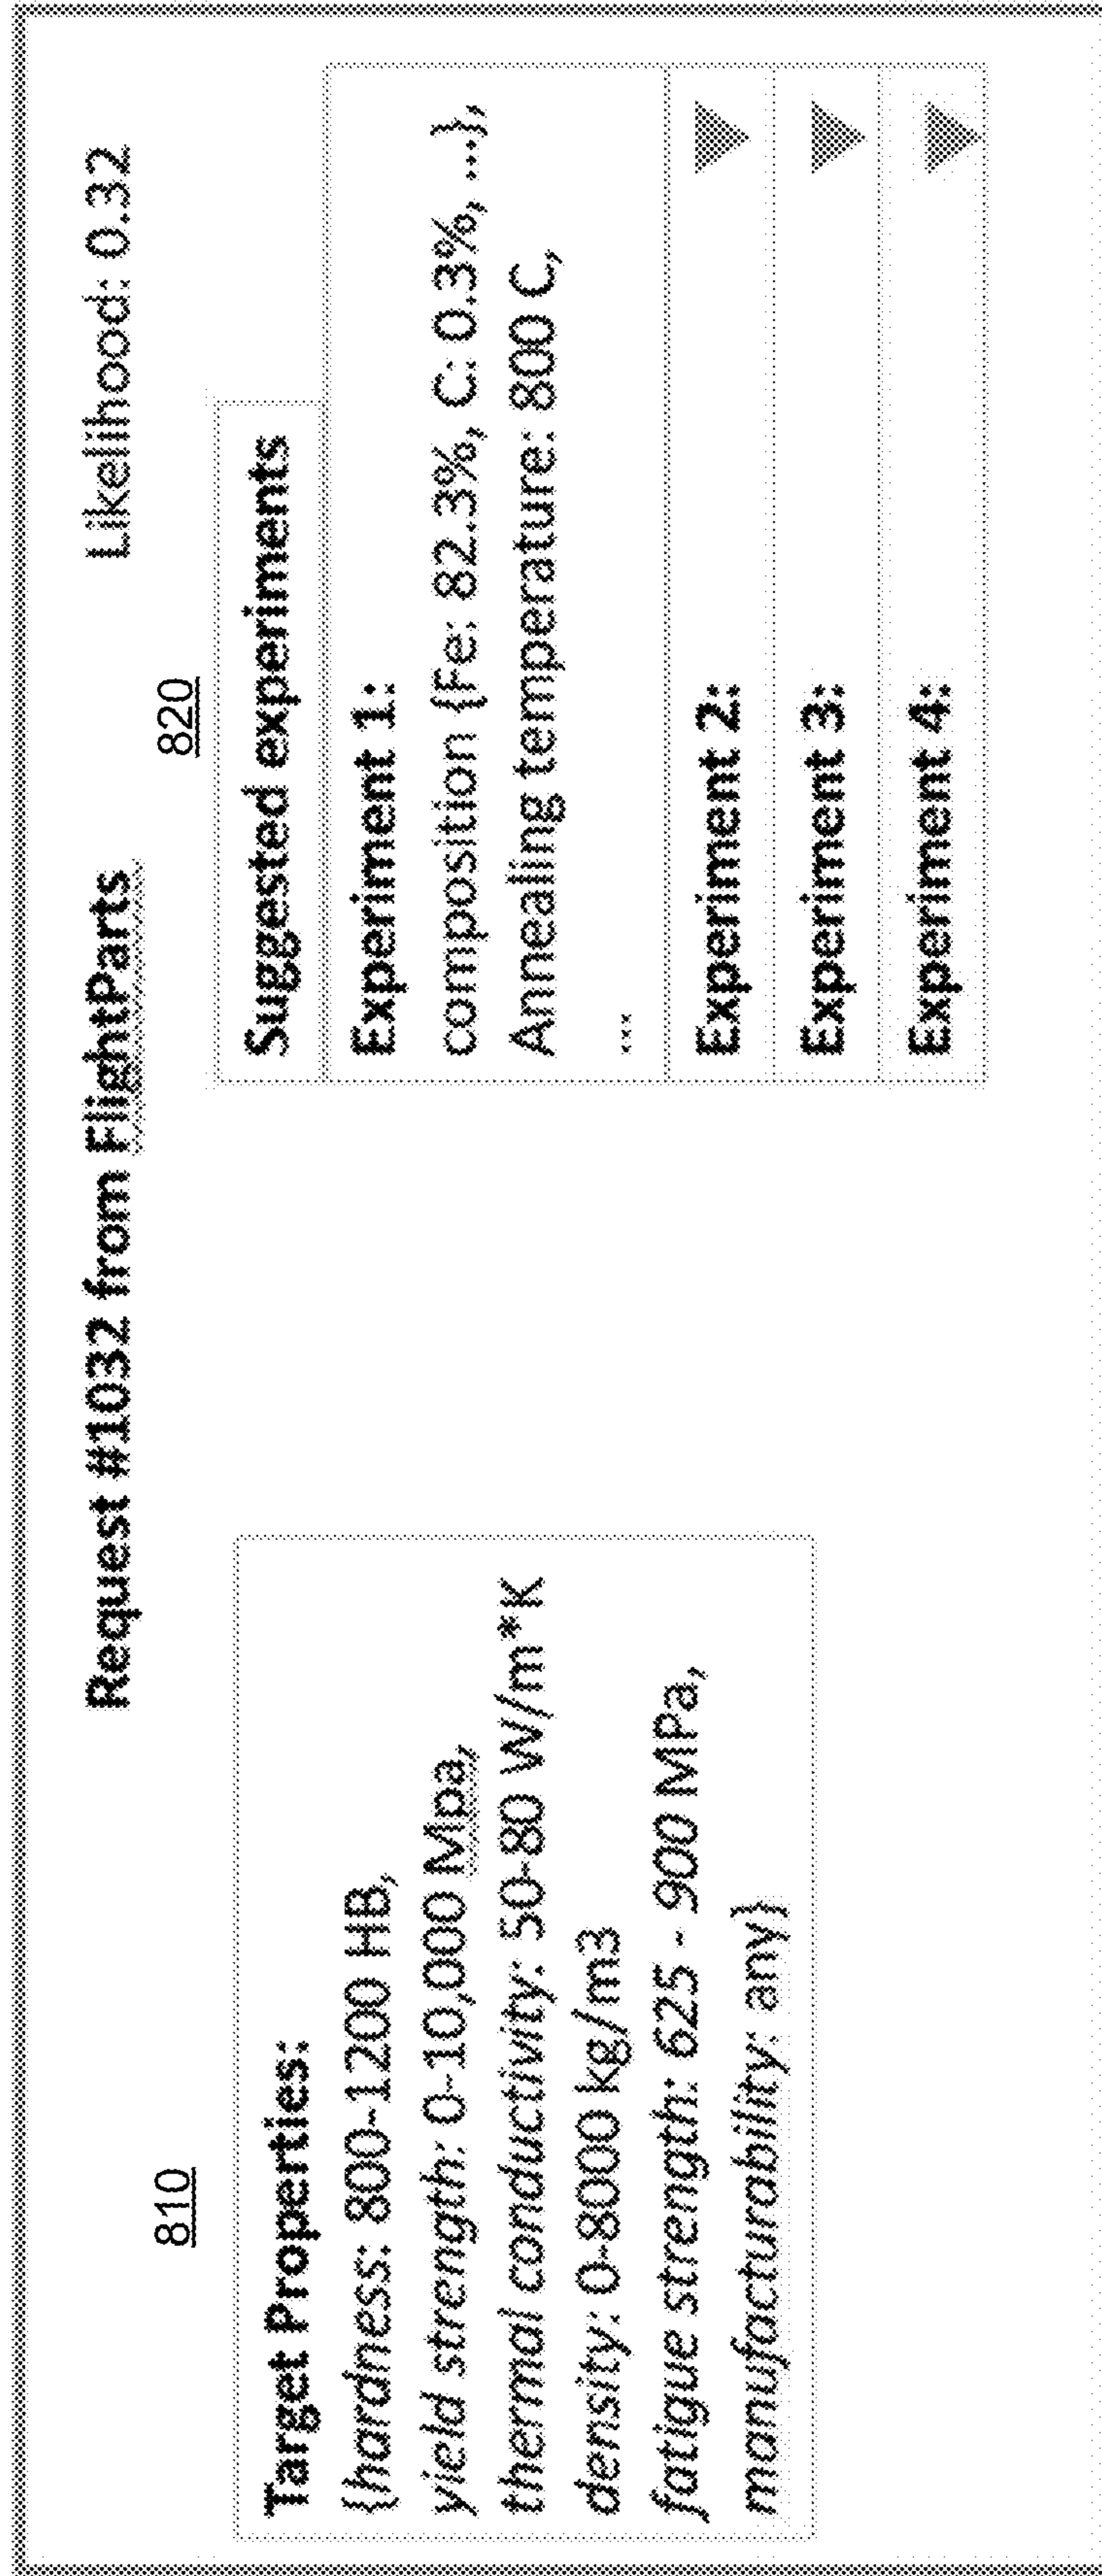 Request #1032 from FlightParts
Likelihood: 0.32
810
Target Properties:
{hardness: 800-1200 HB,
yield strength: 0-10,000 Mpa,
thermal conductivity: 50-80 W/m*K
density: 0-8000 kg/m3
fatigue strength: 625 - 900 MPa,
manufacturability: any}
820
Suggested experiments
Experiment 1:
composition {Fe: 82.3%, C: 0.3%, ...},
Annealing temperature: 800 C,
...
Experiment 2:
Experiment 3:
Experiment 4: